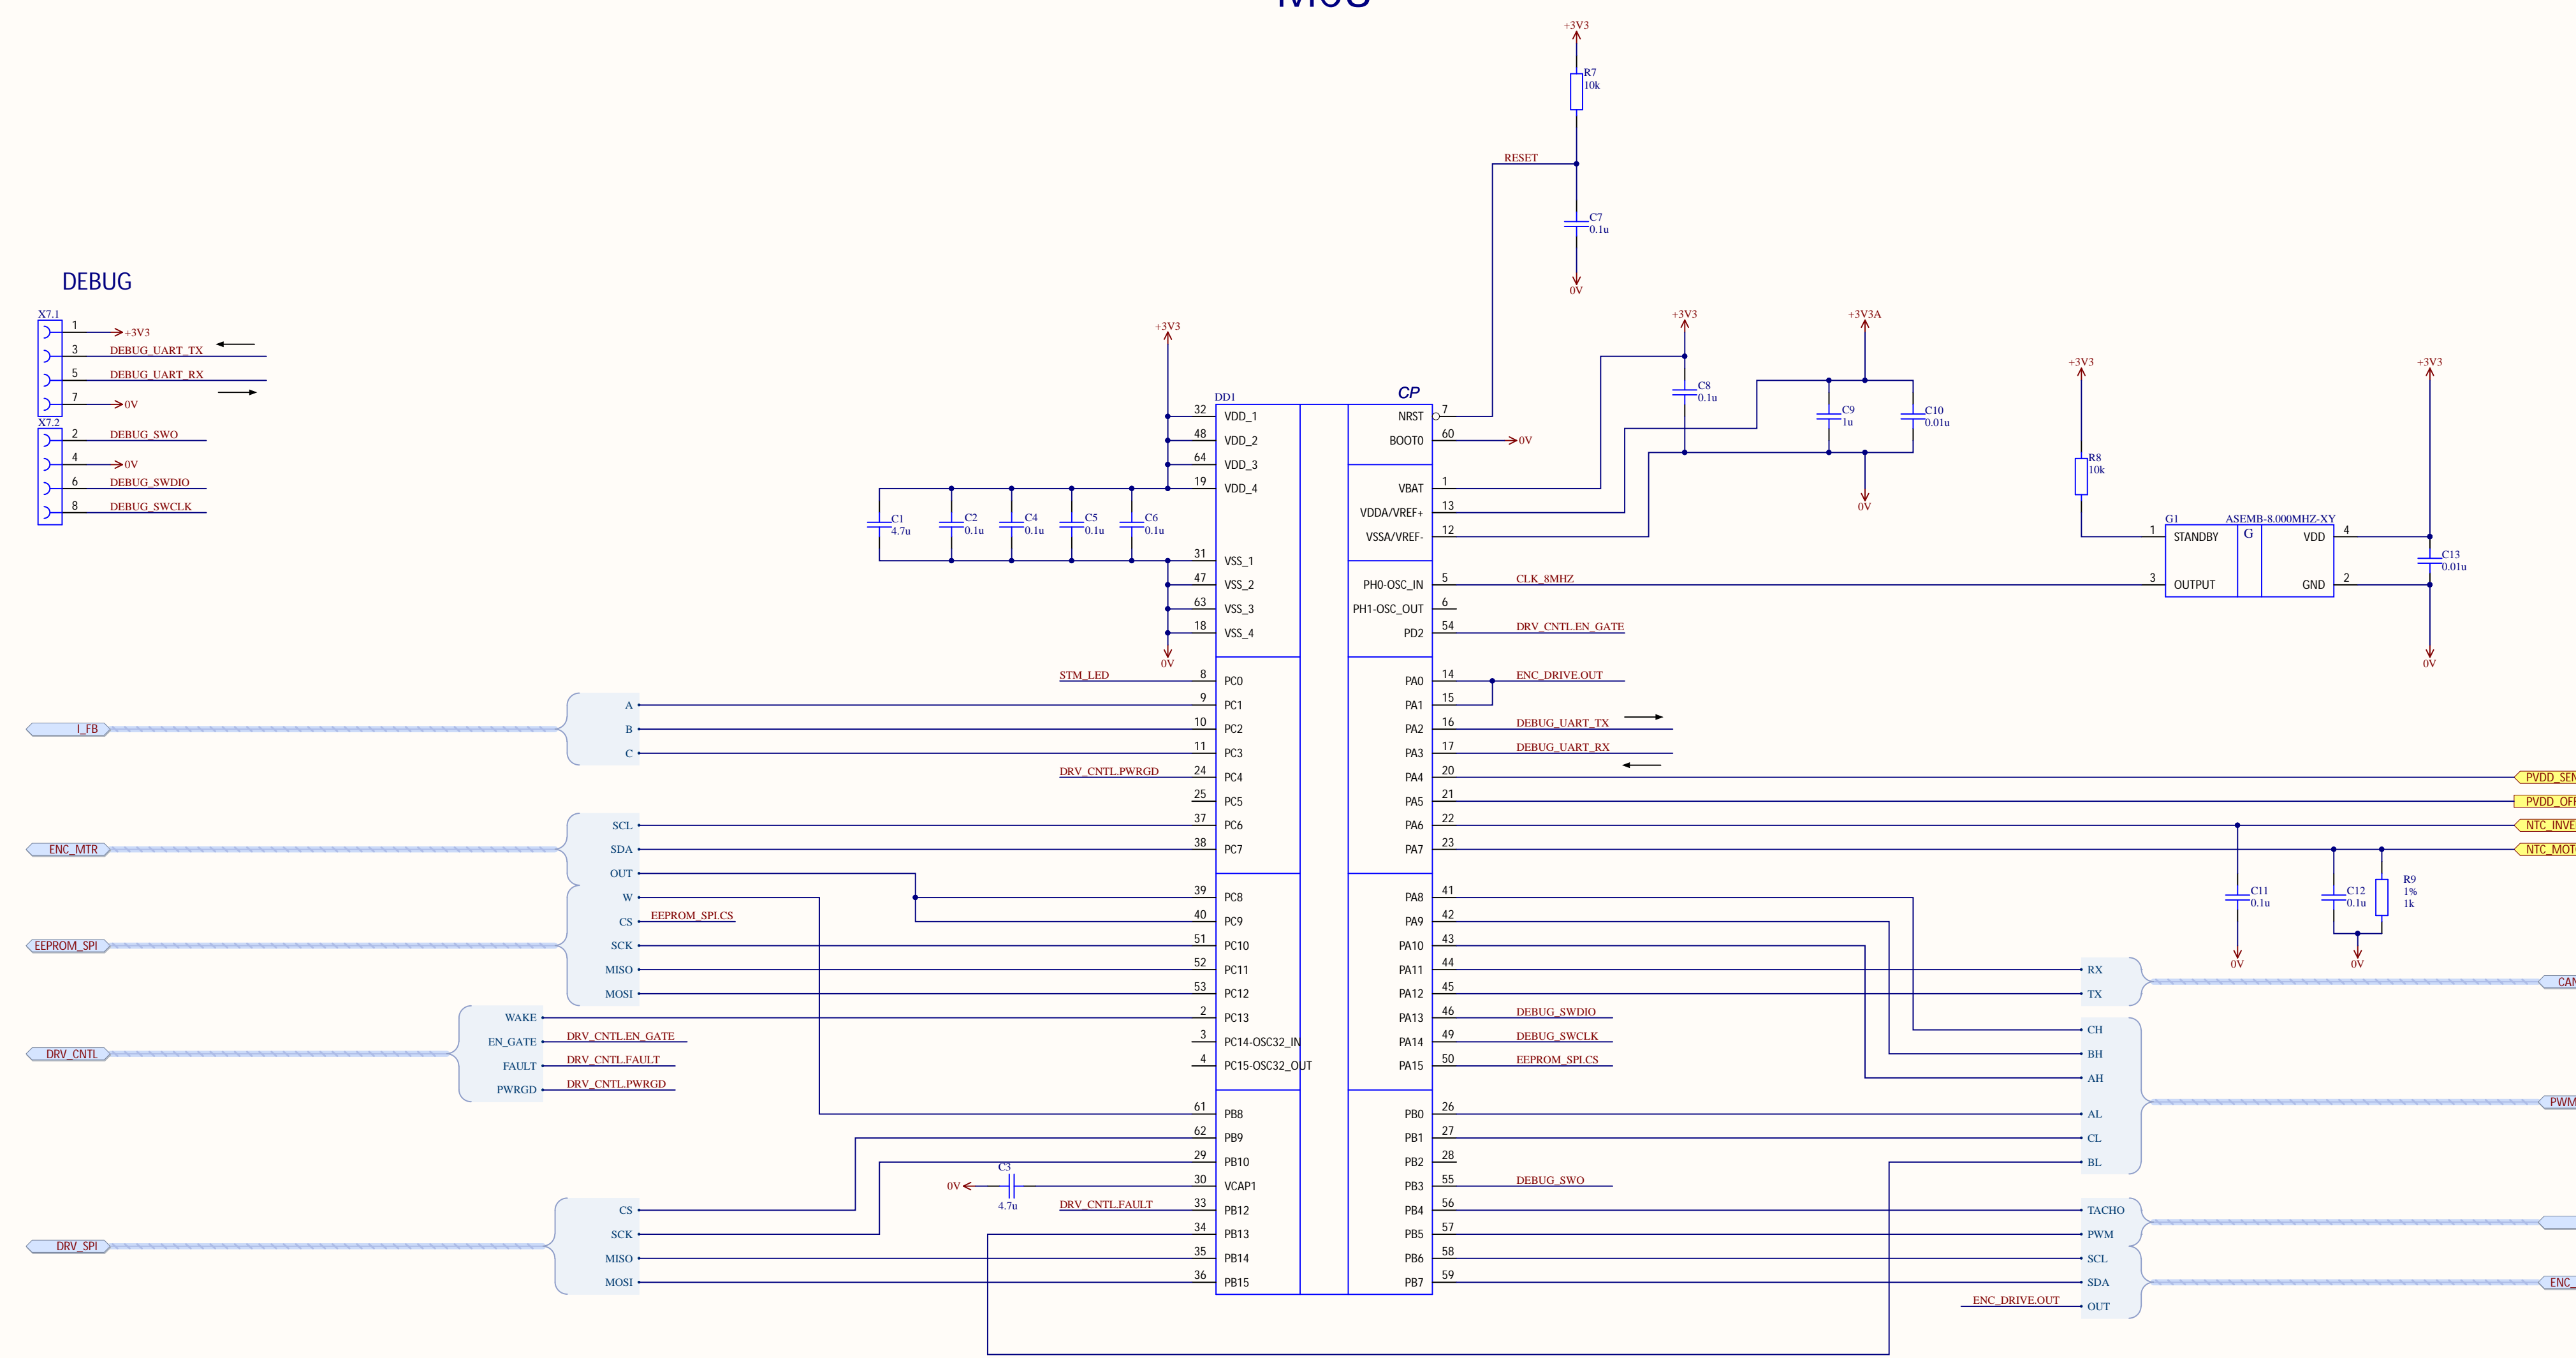 +3V3
R7
10k
RESET
C7
0.1u
0V
DEBUG
X7.1
1 +3V3
3 DEBUG_UART_TX
5 DEBUG_UART_RX
7 0V
X7.2
2 DEBUG_SWO
4 0V
6 DEBUG_SWDIO
8 DEBUG_SWCLK
+3V3
+3V3
+3V3A
C8
0.1u
C9
1u
C10
0.01u
0V
+3V3
R8
10k
+3V3
G1 ASEMB-8.000MHZ-XY
1 STANDBY G VDD 4
3 OUTPUT GND 2
C13
0.01u
0V
C1
4.7u
C2
0.1u
C4
0.1u
C5
0.1u
C6
0.1u
DD1 CP
32 VDD_1
48 VDD_2
64 VDD_3
19 VDD_4
31 VSS_1
47 VSS_2
63 VSS_3
18 VSS_4
0V
NRST 7
BOOT0 60 0V
VBAT 1
VDDA/VREF+ 13
VSSA/VREF- 12
PH0-OSC_IN 5 CLK_8MHZ
PH1-OSC_OUT 6
PD2 54 DRV_CNTL.EN_GATE
STM_LED 8 PC0
9 PC1
10 PC2
11 PC3
DRV_CNTL.PWRGD 24 PC4
25 PC5
37 PC6
38 PC7
39 PC8
40 PC9
51 PC10
52 PC11
53 PC12
2 PC13
3 PC14-OSC32_IN
4 PC15-OSC32_OUT
61 PB8
62 PB9
29 PB10
0V C3 4.7u 30 VCAP1
DRV_CNTL.FAULT 33 PB12
34 PB13
35 PB14
36 PB15
PA0 14 ENC_DRIVE.OUT
PA1 15
PA2 16 DEBUG_UART_TX
PA3 17 DEBUG_UART_RX
PA4 20
PA5 21
PA6 22
PA7 23
PA8 41
PA9 42
PA10 43
PA11 44
PA12 45
PA13 46 DEBUG_SWDIO
PA14 49 DEBUG_SWCLK
PA15 50 EEPROM_SPI.CS
PB0 26
PB1 27
PB2 28
PB3 55 DEBUG_SWO
PB4 56
PB5 57
PB6 58
PB7 59
I_FB
A
B
C
ENC_MTR
SCL
SDA
OUT
EEPROM_SPI
W
CS EEPROM_SPI.CS
SCK
MISO
MOSI
DRV_CNTL
WAKE
EN_GATE DRV_CNTL.EN_GATE
FAULT DRV_CNTL.FAULT
PWRGD DRV_CNTL.PWRGD
DRV_SPI
CS
SCK
MISO
MOSI
PVDD_SEN
PVDD_OFF
NTC_INVE
NTC_MOT
C11
0.1u
0V
C12
0.1u
R9
1%
1k
0V
RX
TX
CAN
CH
BH
AH
AL
CL
BL
PWM
TACHO
PWM
SCL
SDA
ENC_DRIVE.OUT OUT
ENC_